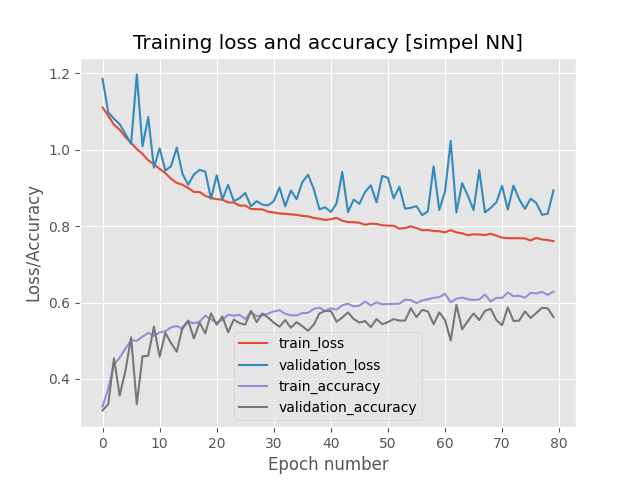 Training loss and accuracy [simpel NN]
Loss/Accuracy
1.2
1.0
0.8
0.6
0.4
train_loss
validation_loss
train_accuracy
validation_accuracy
0 10 20 30 40 50 60 70 80
Epoch number